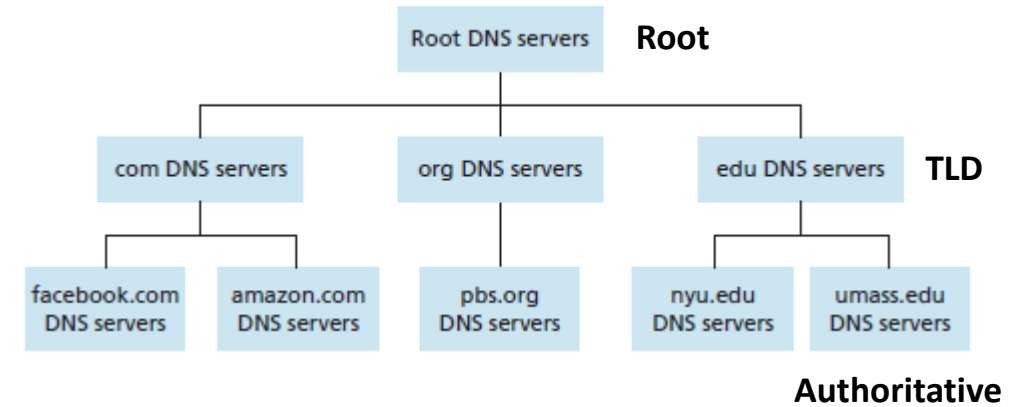 Root DNS servers
Root
com DNS servers
org DNS servers
edu DNS servers
TLD
facebook.com
DNS servers
amazon.com
DNS servers
pbs.org
DNS servers
nyu.edu
DNS servers
umass.edu
DNS servers
Authoritative